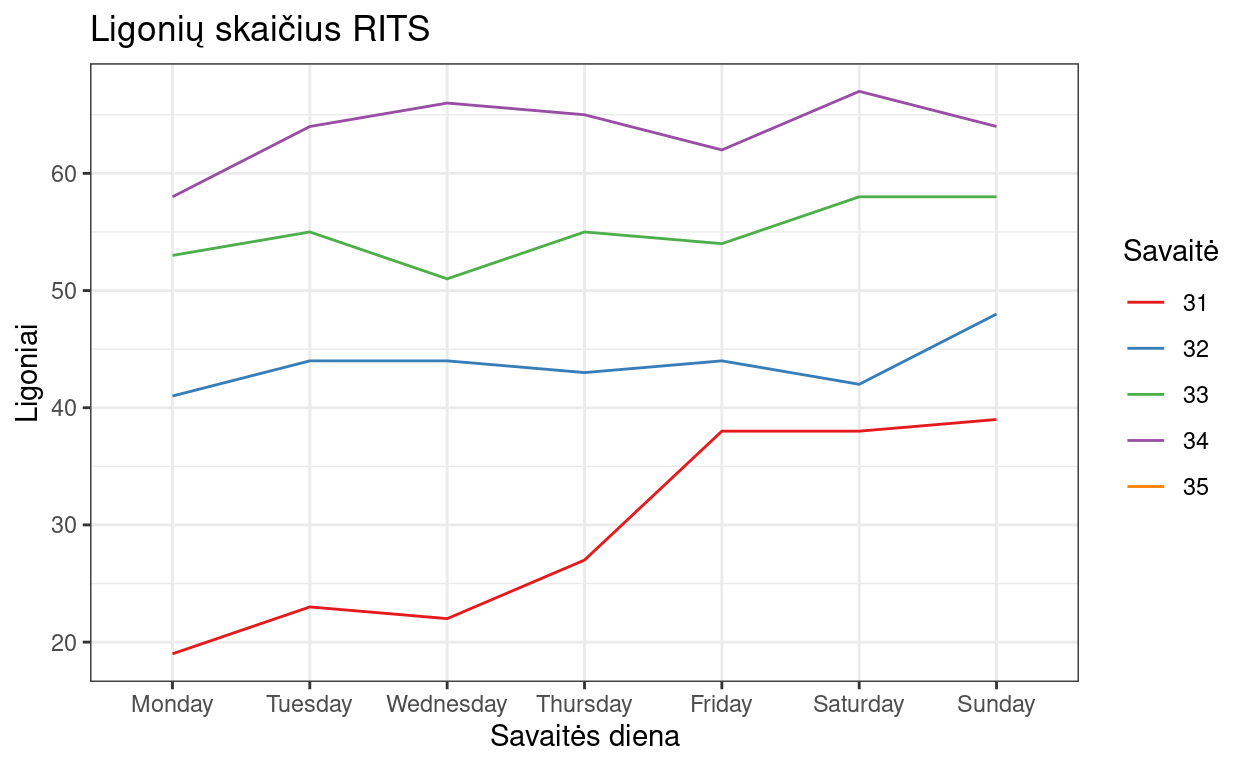 Ligonių skaičius RITS
Ligoniai
60
50
40
30
20
Monday Tuesday Wednesday Thursday Friday Saturday Sunday
Savaitės diena
Savaitė
31
32
33
34
35